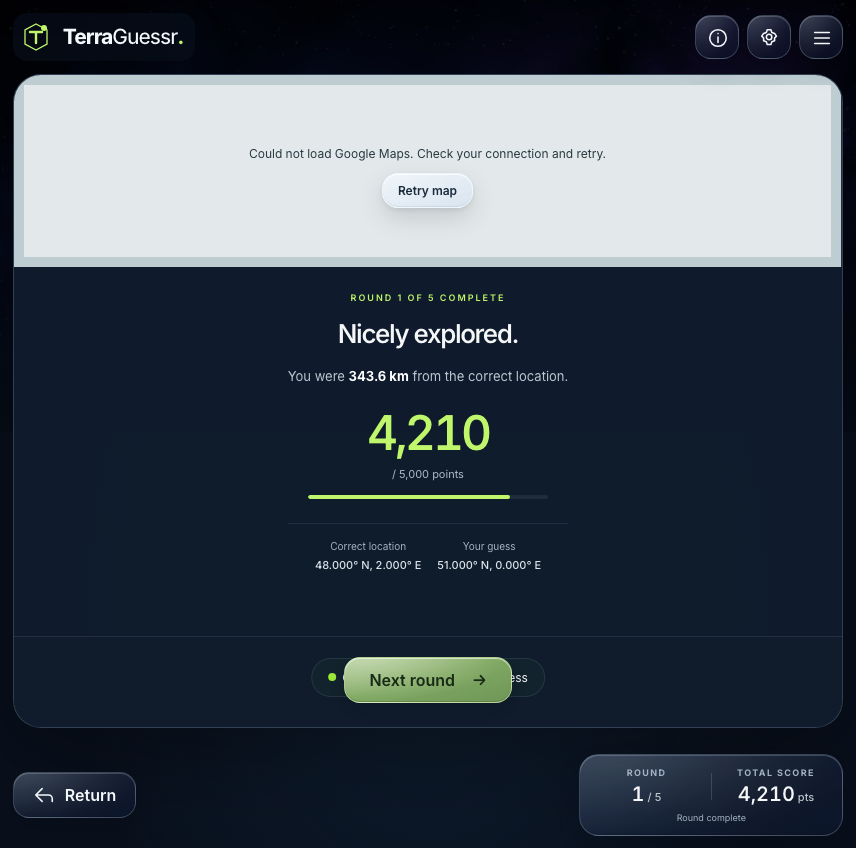 TerraGuessr.
Could not load Google Maps. Check your connection and retry.
Retry map
ROUND 1 OF 5 COMPLETE
Nicely explored.
You were 343.6 km from the correct location.
4,210
/ 5,000 points
Correct location Your guess
48.000° N, 2.000° E 51.000° N, 0.000° E
Next round →
Return
ROUND TOTAL SCORE
1 / 5 4,210 pts
Round complete